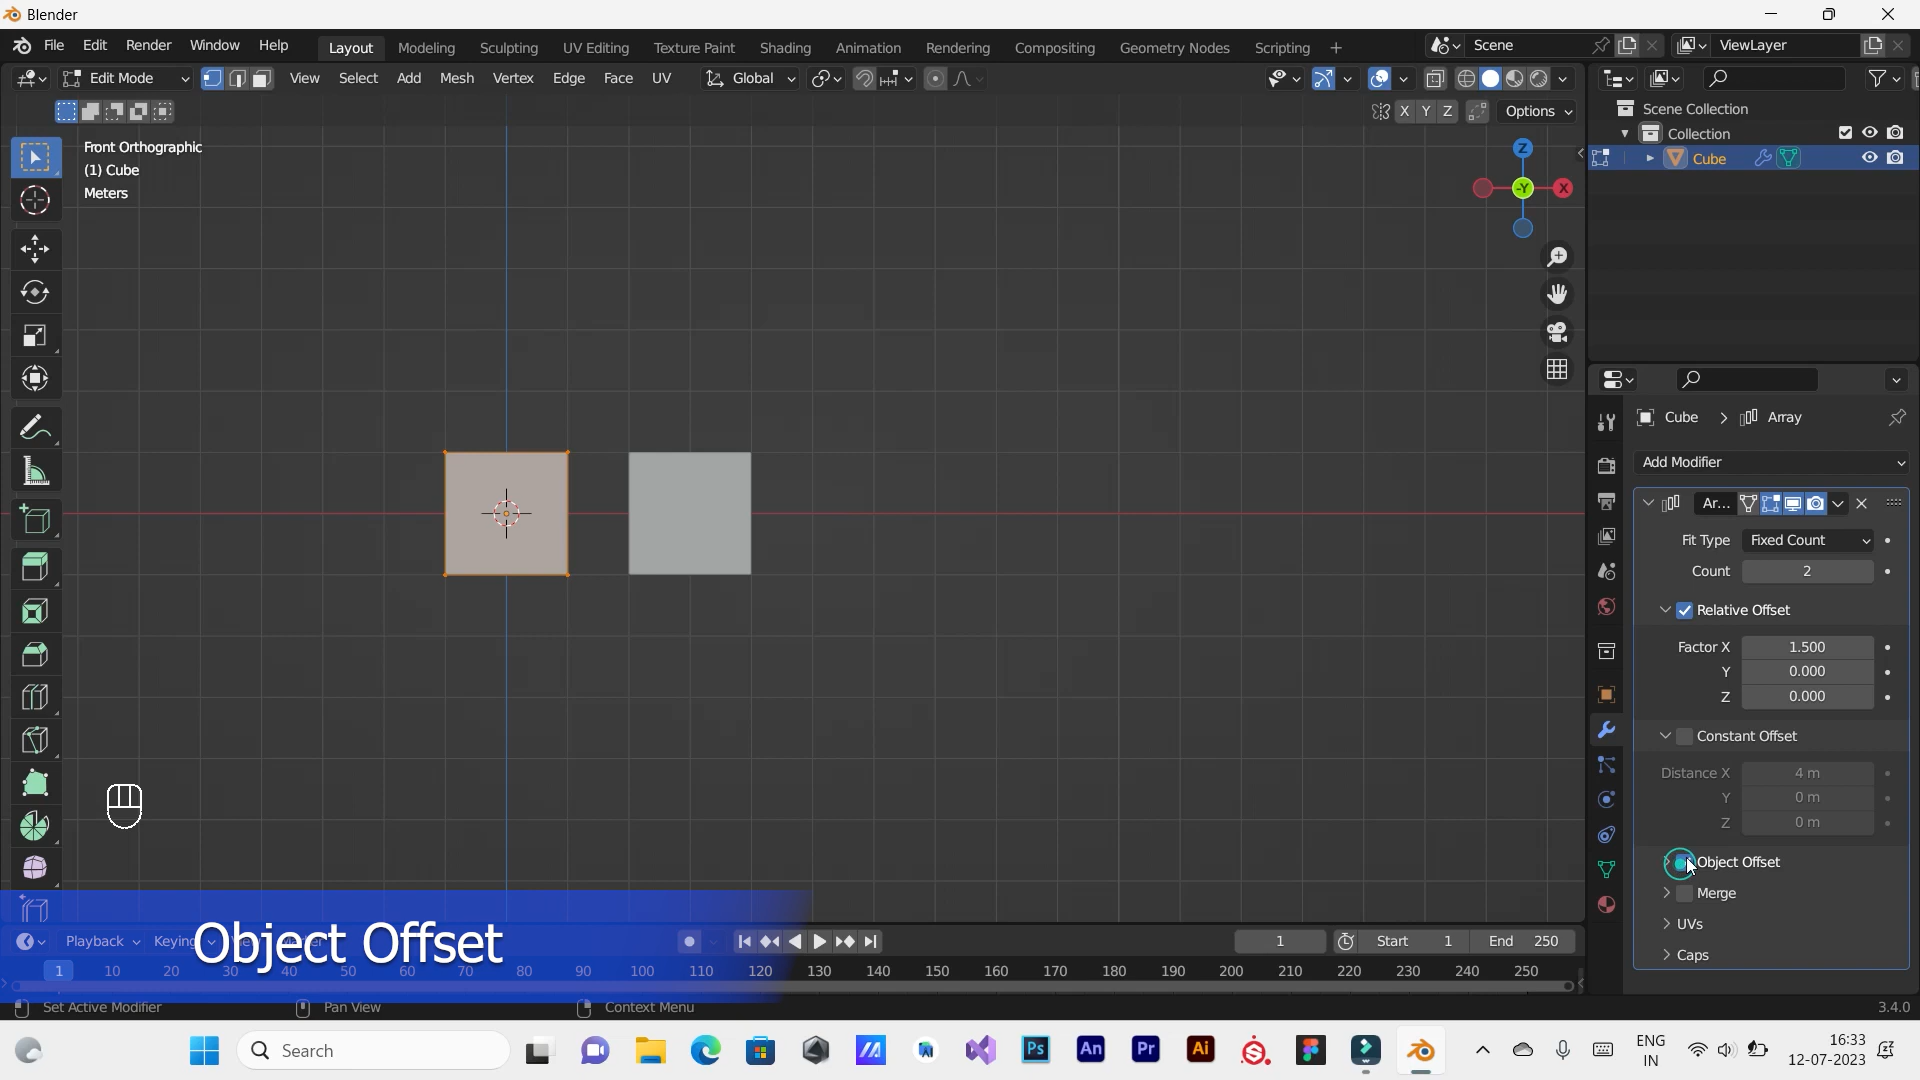 Blender
File Edit Render Window Help
Layout Modeling Sculpting UV Editing Texture Paint Shading Animation Rendering Compositing Geometry Nodes Scripting +
Scene
ViewLayer
Edit Mode
View Select Add Mesh Vertex Edge Face UV
Global
X Y Z
Options
Front Orthographic
(1) Cube
Meters
Z
-Y
X
Scene Collection
Collection
Cube
Cube > Array
Add Modifier
Ar...
Fit Type Fixed Count
Count 2
Relative Offset
Factor X 1.500
Y 0.000
Z 0.000
Constant Offset
Distance X 4 m
Y 0 m
Z 0 m
Object Offset
Merge
UVs
Caps
Object Offset
Playback Keying
1
Start 1
End 250
1 10 20 30 40 50 60 70 80 90 100 110 120 130 140 150 160 170 180 190 200 210 220 230 240 250
Set Active Modifier
Pan View
Context Menu
3.4.0
Search
Ps
An
Pr
Ai
ENG
IN
16:33
12-07-2023